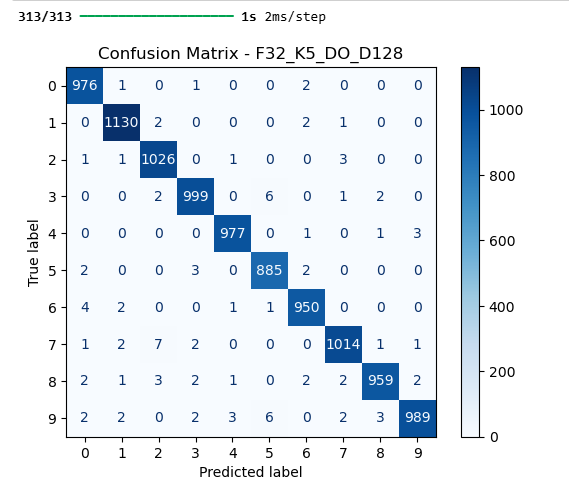 313/313 ━━━━━━━━━━━━━━━━━━━━ 1s 2ms/step
Confusion Matrix - F32_K5_DO_D128
0 976 1 0 1 0 0 2 0 0 0
1 0 1130 2 0 0 0 2 1 0 0
2 1 1 1026 0 1 0 0 3 0 0
3 0 0 2 999 0 6 0 1 2 0
4 0 0 0 0 977 0 1 0 1 3
5 2 0 0 3 0 885 2 0 0 0
6 4 2 0 0 1 1 950 0 0 0
7 1 2 7 2 0 0 0 1014 1 1
8 2 1 3 2 1 0 2 2 959 2
9 2 2 0 2 3 6 0 2 3 989
0 1 2 3 4 5 6 7 8 9
Predicted label
True label
1000
800
600
400
200
0